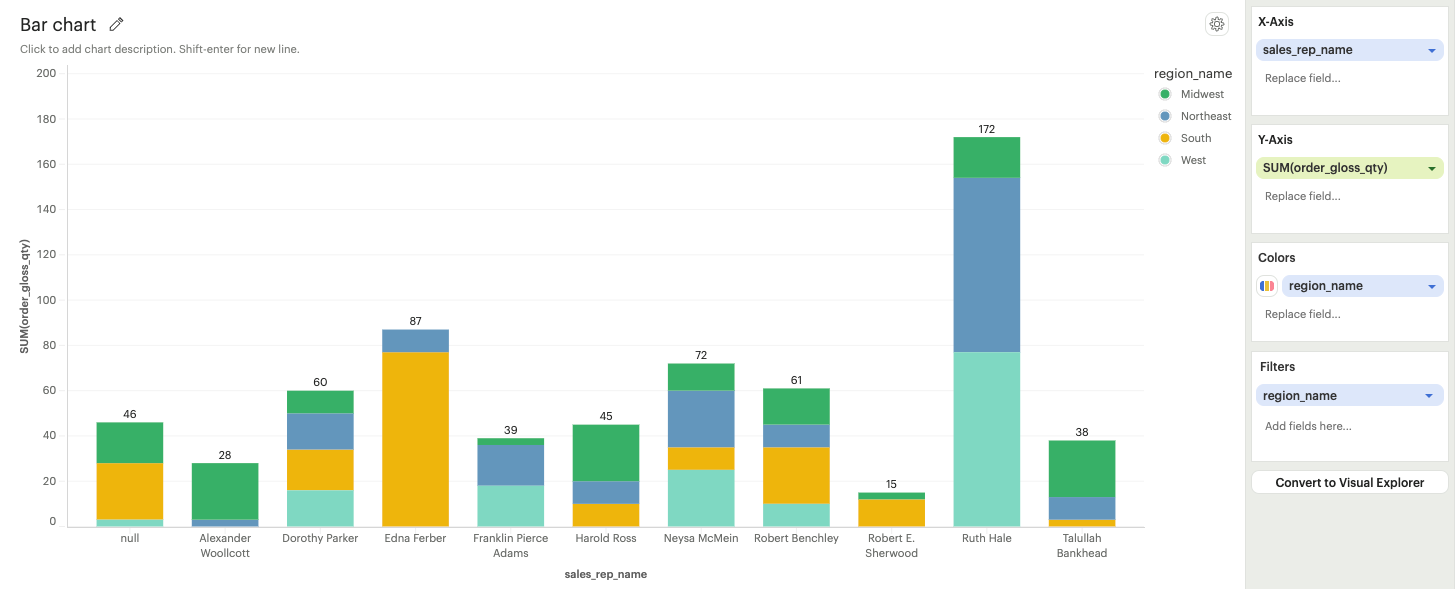 Bar chart
Click to add chart description. Shift-enter for new line.
200
180
160
140
120
100
80
60
40
20
0
SUM(order_gloss_qty)
46
28
60
87
39
45
72
61
15
172
38
null
Alexander
Woollcott
Dorothy Parker
Edna Ferber
Franklin Pierce
Adams
Harold Ross
Neysa McMein
Robert Benchley
Robert E.
Sherwood
Ruth Hale
Talullah
Bankhead
sales_rep_name
region_name
Midwest
Northeast
South
West
X-Axis
sales_rep_name
Replace field...
Y-Axis
SUM(order_gloss_qty)
Replace field...
Colors
region_name
Replace field...
Filters
region_name
Add fields here...
Convert to Visual Explorer